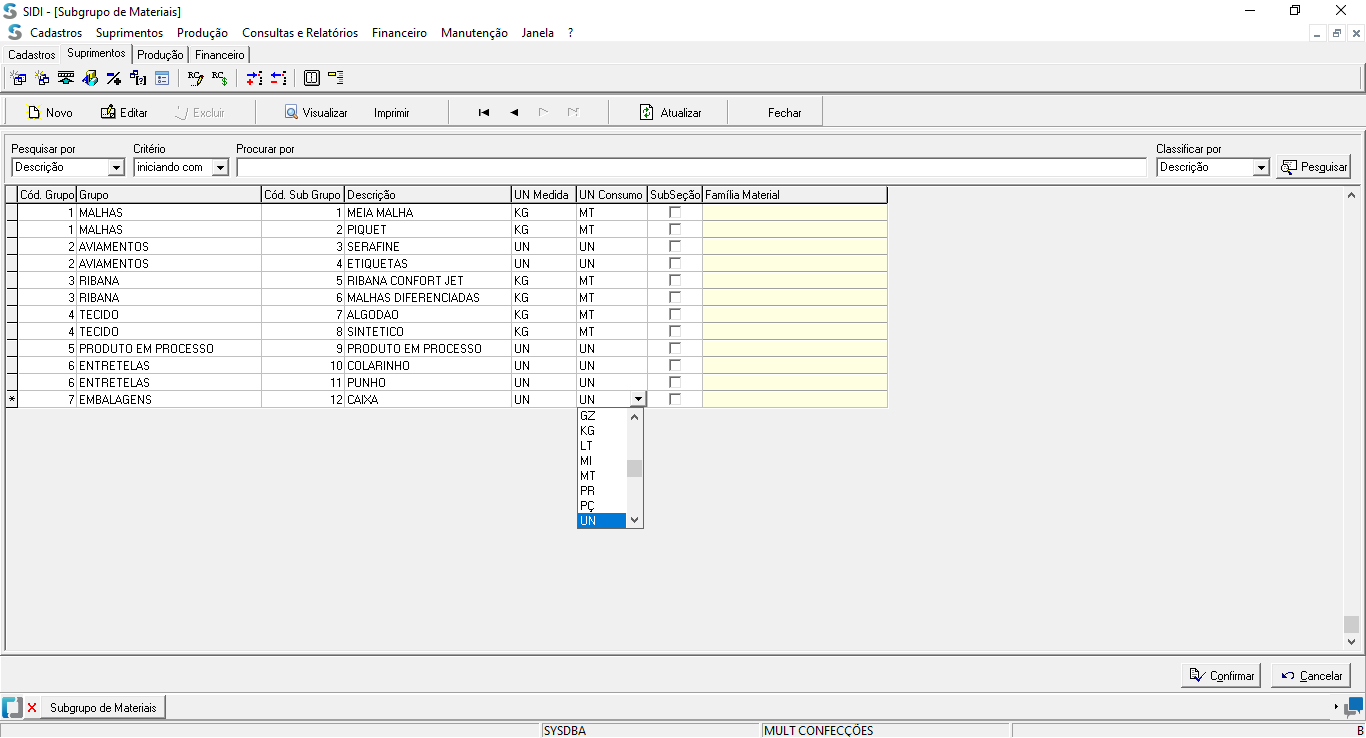 SIDI - [Subgrupo de Materiais]
Cadastros Suprimentos Produção Consultas e Relatórios Financeiro Manutenção Janela ?
Cadastros Suprimentos Produção Financeiro
Novo Editar Excluir Visualizar Imprimir Atualizar Fechar
Pesquisar por Critério Procurar por Classificar por
Descrição iniciando com Descrição Pesquisar
Cód. Grupo Grupo Cód. Sub Grupo Descrição UN Medida UN Consumo SubSeção Família Material
1 MALHAS 1 MEIA MALHA KG MT
1 MALHAS 2 PIQUET KG MT
2 AVIAMENTOS 3 SERAFINE UN UN
2 AVIAMENTOS 4 ETIQUETAS UN UN
3 RIBANA 5 RIBANA CONFORT JET KG MT
3 RIBANA 6 MALHAS DIFERENCIADAS KG MT
4 TECIDO 7 ALGODAO KG MT
4 TECIDO 8 SINTETICO KG MT
5 PRODUTO EM PROCESSO 9 PRODUTO EM PROCESSO UN UN
6 ENTRETELAS 10 COLARINHO UN UN
6 ENTRETELAS 11 PUNHO UN UN
* 7 EMBALAGENS 12 CAIXA UN UN
GZ
KG
LT
MI
MT
PR
PÇ
UN
Confirmar Cancelar
Subgrupo de Materiais
SYSDBA MULT CONFECÇÕES B